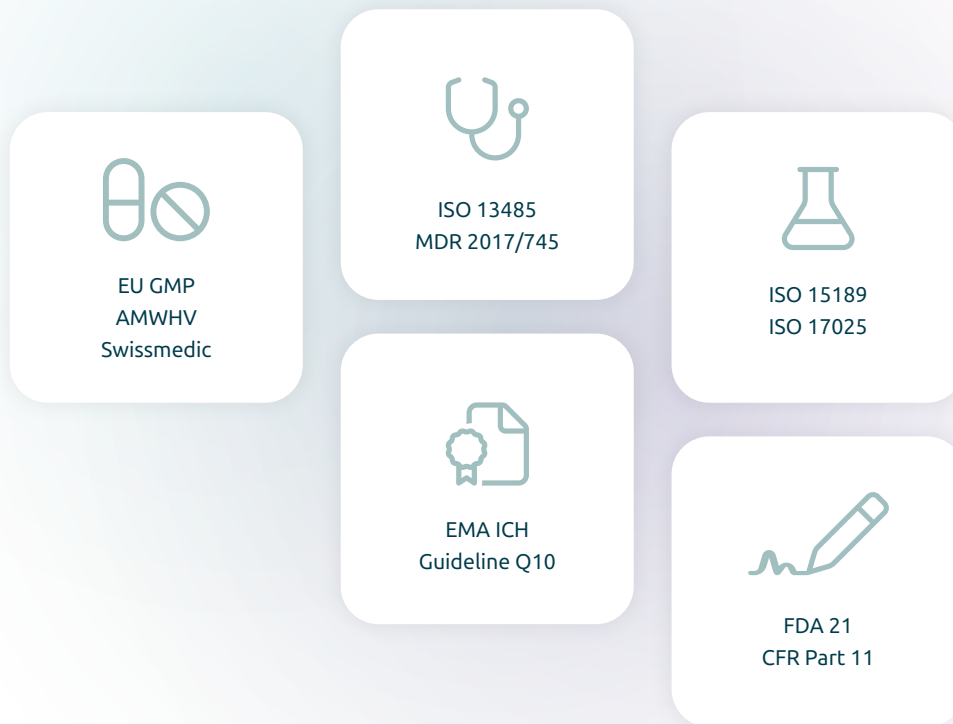 EU GMP
AMWHV
Swissmedic
ISO 13485
MDR 2017/745
EMA ICH
Guideline Q10
ISO 15189
ISO 17025
FDA 21
CFR Part 11